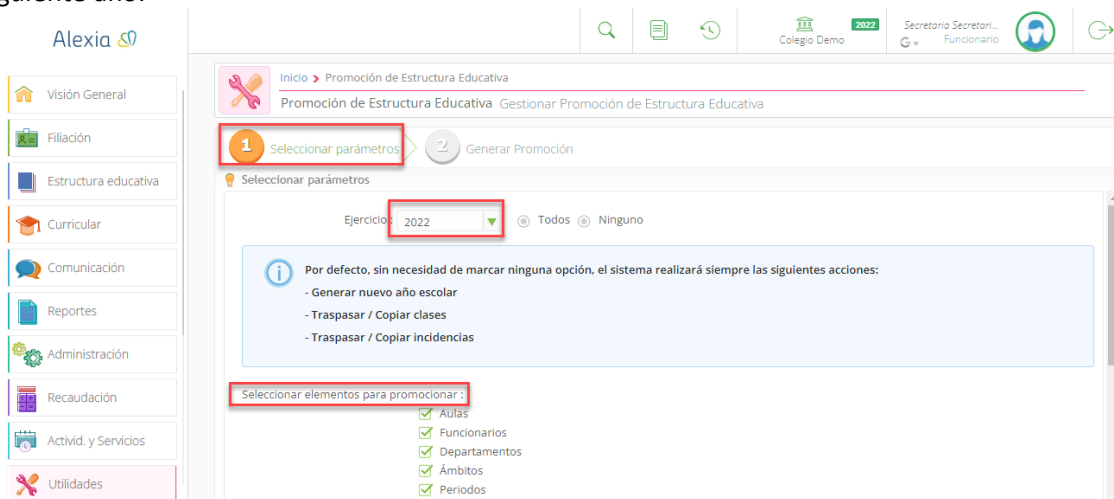 guiente año.
Alexia
2022
Colegio Demo
Secretaria Secretari...
G Funcionario
Visión General
Filiación
Estructura educativa
Curricular
Comunicación
Reportes
Administración
Recaudación
Activid. y Servicios
Utilidades
Inicio > Promoción de Estructura Educativa
Promoción de Estructura Educativa Gestionar Promoción de Estructura Educativa
1 Seleccionar parámetros 2 Generar Promoción
Seleccionar parámetros
Ejercicio: 2022 Todos Ninguno
Por defecto, sin necesidad de marcar ninguna opción, el sistema realizará siempre las siguientes acciones:
- Generar nuevo año escolar
- Traspasar / Copiar clases
- Traspasar / Copiar incidencias
Seleccionar elementos para promocionar :
Aulas
Funcionarios
Departamentos
Ámbitos
Periodos